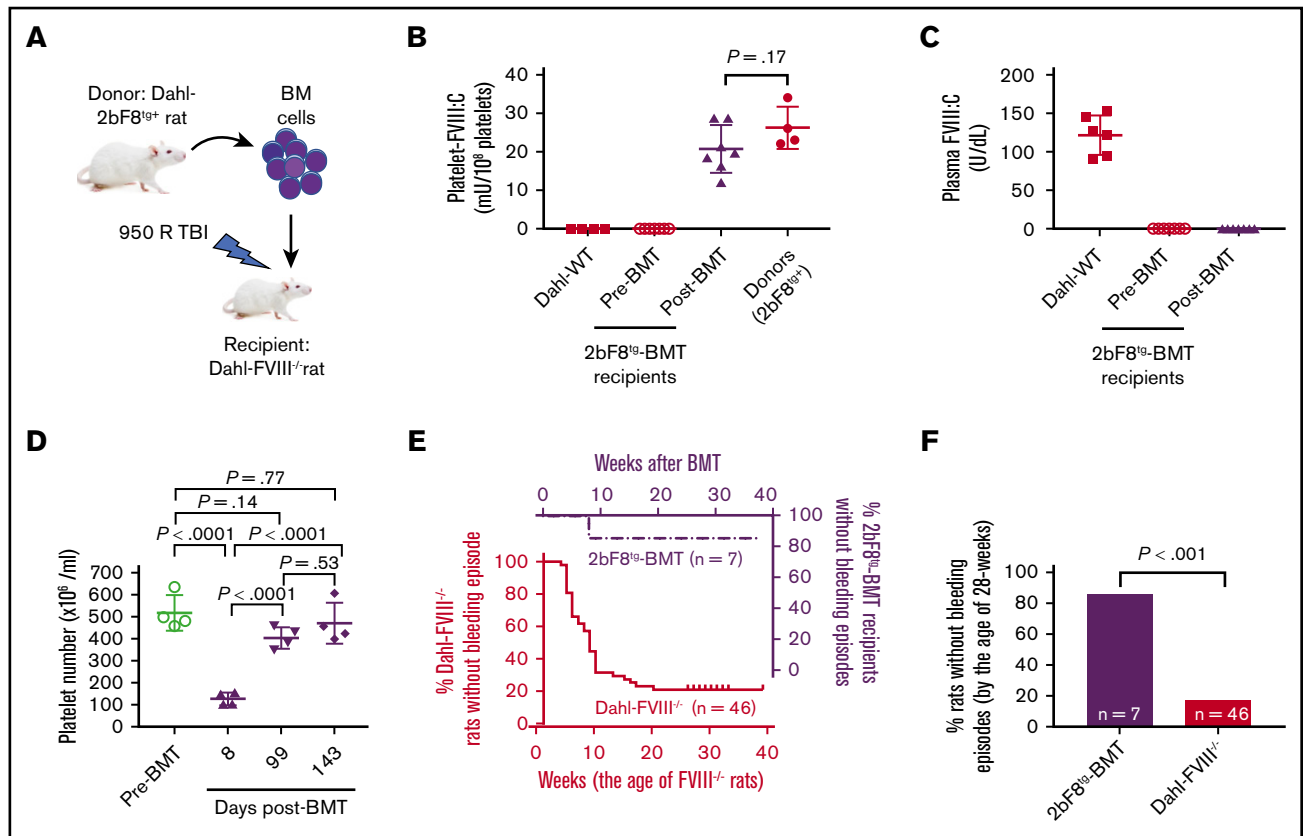 A
Donor: Dahl-
2bF8tg+ rat
BM
cells
950 R TBI
Recipient:
Dahl-FVIII-/-rat
B
P = .17
Platelet-FVIII:C
(mU/10⁸ platelets)
40
30
20
10
0
Dahl-WT
Pre-BMT
Post-BMT
Donors
(2bF8tg+)
2bF8tg-BMT
recipients
C
Plasma FVIII:C
(U/dL)
200
150
100
50
0
Dahl-WT
Pre-BMT
Post-BMT
2bF8tg-BMT
recipients
D
P = .77
P = .14
P < .0001
P < .0001
P = .53
P < .0001
Platelet number (x10⁶ /ml)
700
600
500
400
300
200
100
0
Pre-BMT
8
99
143
Days post-BMT
E
Weeks after BMT
0 10 20 30 40
% 2bF8tg-BMT recipients
without bleeding episodes
100
80
60
40
20
0
2bF8tg-BMT (n = 7)
% Dahl-FVIII-/-
rats without bleeding episode
100
80
60
40
20
0
Dahl-FVIII-/- (n = 46)
0 10 20 30 40
Weeks (the age of FVIII-/- rats)
F
P < .001
% rats without bleeding
episodes (by the age of 28-weeks)
100
80
60
40
20
0
n = 7
n = 46
2bF8tg-BMT
Dahl-FVIII-/-